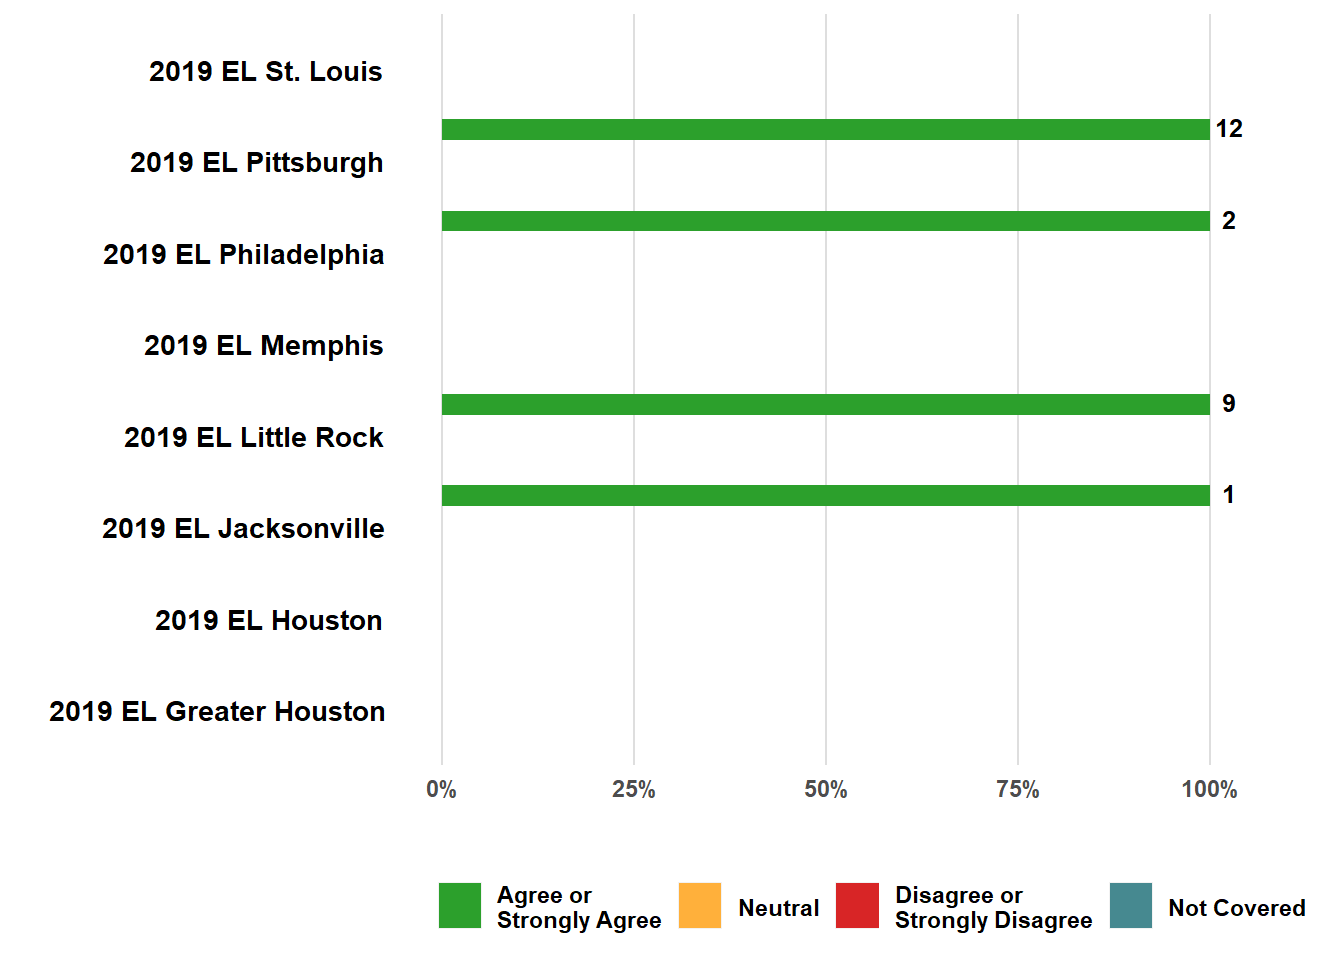 2019 EL St. Louis
12
2019 EL Pittsburgh
2
2019 EL Philadelphia
2019 EL Memphis
9
2019 EL Little Rock
1
2019 EL Jacksonville
2019 EL Houston
2019 EL Greater Houston
0% 25% 50% 75% 100%
Agree or
Strongly Agree
Neutral
Disagree or
Strongly Disagree
Not Covered